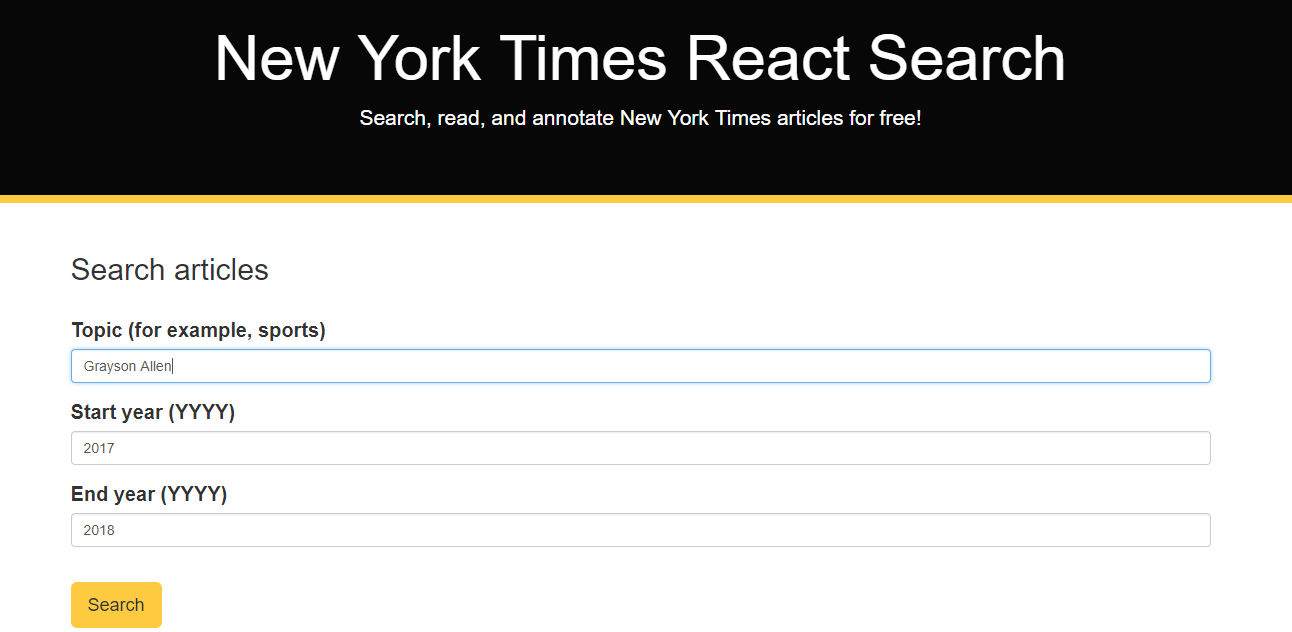 New York Times React Search
Search, read, and annotate New York Times articles for free!
Search articles
Topic (for example, sports)
Grayson Allen
Start year (YYYY)
2017
End year (YYYY)
2018
Search